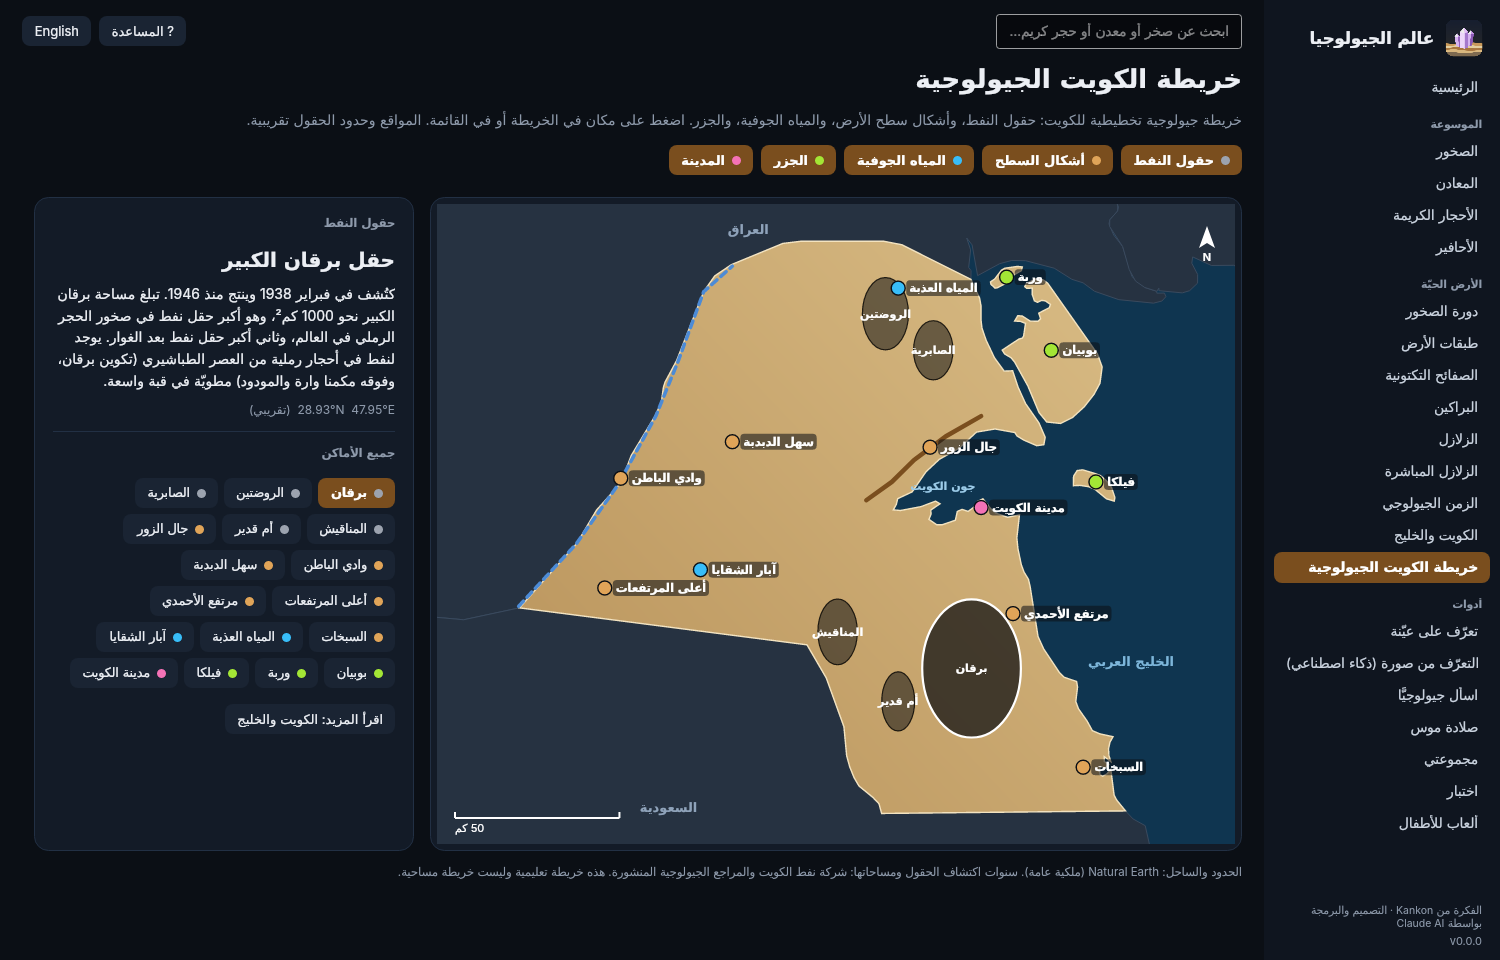 عالم الجيولوجيا
الرئيسية
الموسوعة
الصخور
المعادن
الأحجار الكريمة
الأحافير
الأرض الحيّة
دورة الصخور
طبقات الأرض
الصفائح التكتونية
البراكين
الزلازل
الزلازل المباشرة
الزمن الجيولوجي
الكويت والخليج
خريطة الكويت الجيولوجية
أدوات
تعرّف على عيّنة
التعرّف من صورة (ذكاء اصطناعي)
اسأل جيولوجيًّا
صلادة موس
مجموعتي
اختبار
ألعاب للأطفال
الفكرة من Kankon · التصميم والبرمجة
بواسطة Claude AI
v0.0.0
ابحث عن صخر أو معدن أو حجر كريم...
? المساعدة
English
خريطة الكويت الجيولوجية
خريطة جيولوجية تخطيطية للكويت: حقول النفط، وأشكال سطح الأرض، والمياه الجوفية، والجزر. اضغط على مكان في الخريطة أو في القائمة. المواقع وحدود الحقول تقريبية.
حقول النفط
أشكال السطح
المياه الجوفية
الجزر
المدينة
العراق
N
وربة
المياه العذبة
الروضتين
الصابرية
بوبيان
سهل الدبدبة
جال الزور
وادي الباطن
فيلكا
جون الكويت
مدينة الكويت
آبار الشقايا
أعلى المرتفعات
مرتفع الأحمدي
المناقيش
الخليج العربي
برقان
أم قدير
السبخات
السعودية
50 كم
حقول النفط
حقل برقان الكبير
كتُشف في فبراير 1938 وينتج منذ 1946. تبلغ مساحة برقان
الكبير نحو 1000 كم²، وهو أكبر حقل نفط في صخور الحجر
الرملي في العالم، وثاني أكبر حقل نفط بعد الغوار. يوجد
لنفط في أحجار رملية من العصر الطباشيري (تكوين برقان،
وفوقه مكمنا وارة والمودود) مطويّة في قبة واسعة.
28.93°N 47.95°E (تقريبي)
جميع الأماكن
برقان
الروضتين
الصابرية
المناقيش
أم قدير
جال الزور
وادي الباطن
سهل الدبدبة
أعلى المرتفعات
مرتفع الأحمدي
السبخات
المياه العذبة
آبار الشقايا
بوبيان
وربة
فيلكا
مدينة الكويت
اقرأ المزيد: الكويت والخليج
الحدود والساحل: Natural Earth (ملكية عامة). سنوات اكتشاف الحقول ومساحاتها: شركة نفط الكويت والمراجع الجيولوجية المنشورة. هذه خريطة تعليمية وليست خريطة مساحية.